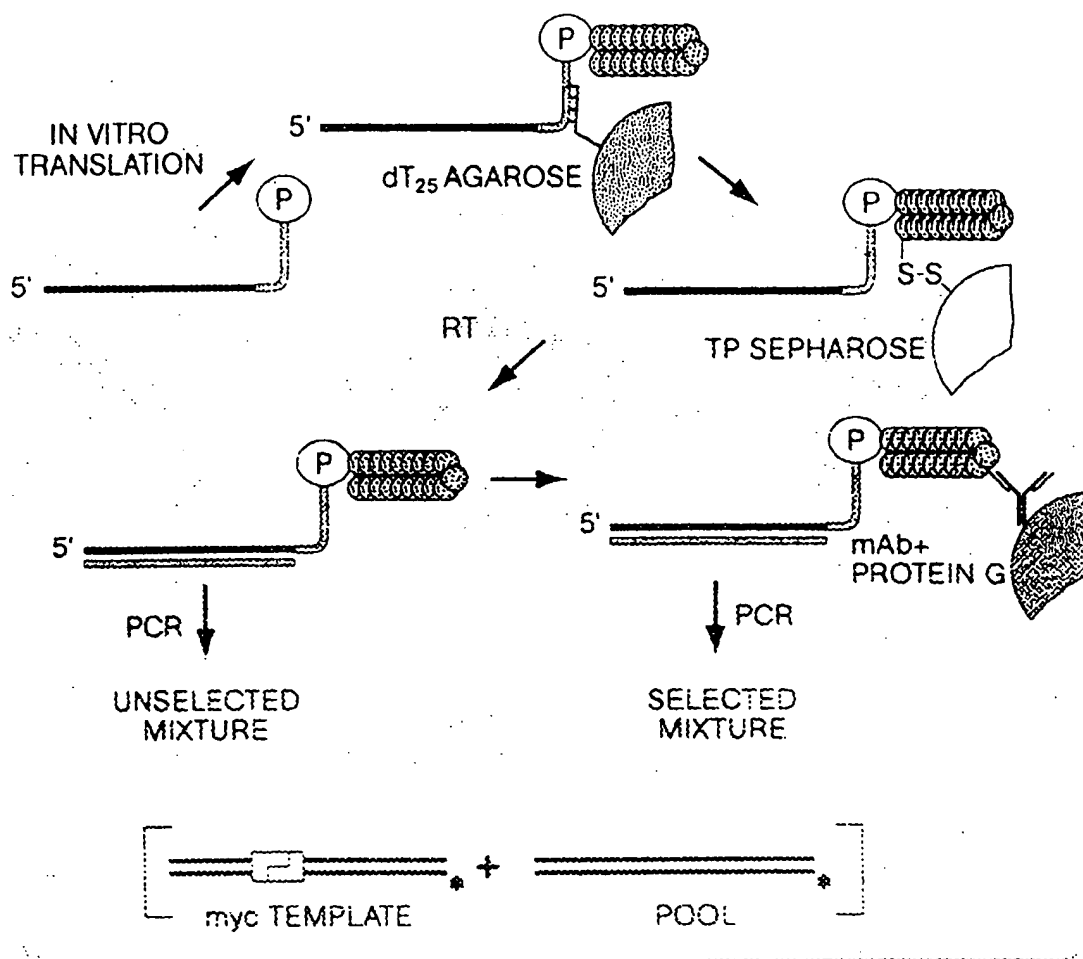 P
5'
IN VITRO
TRANSLATION
dT25 AGAROSE
P
5'
P
S-S
5'
TP SEPHAROSE
RT
P
5'
P
5'
mAb+
PROTEIN G
PCR
PCR
UNSELECTED
MIXTURE
SELECTED
MIXTURE
* + *
myc TEMPLATE
POOL